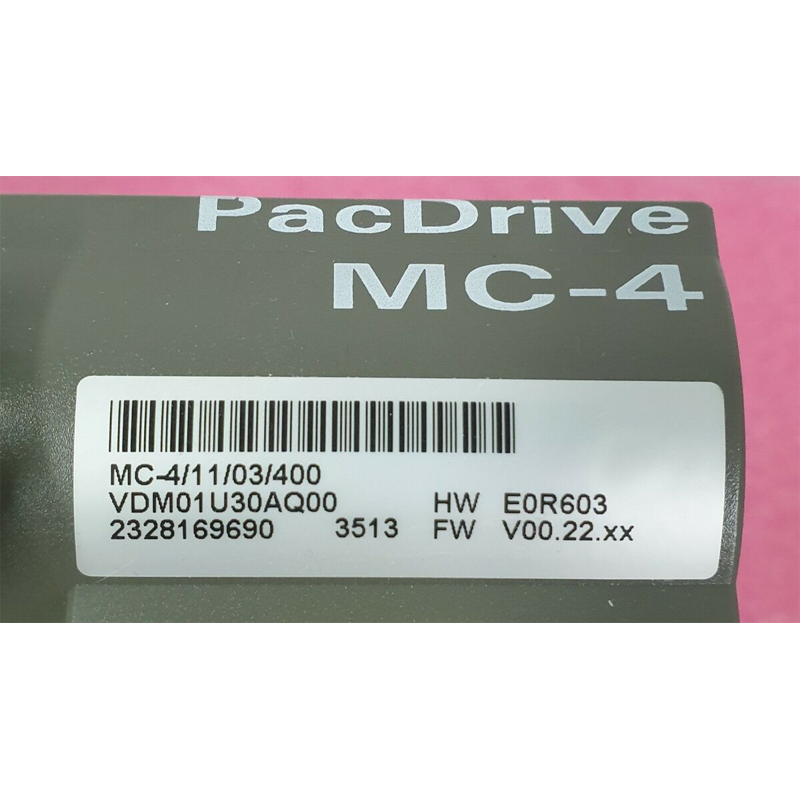 PacDrive
MC-4
MC-4/11/03/400
VDM01U30AQ00 HW E0R603
2328169690 3513 FW V00.22.xx